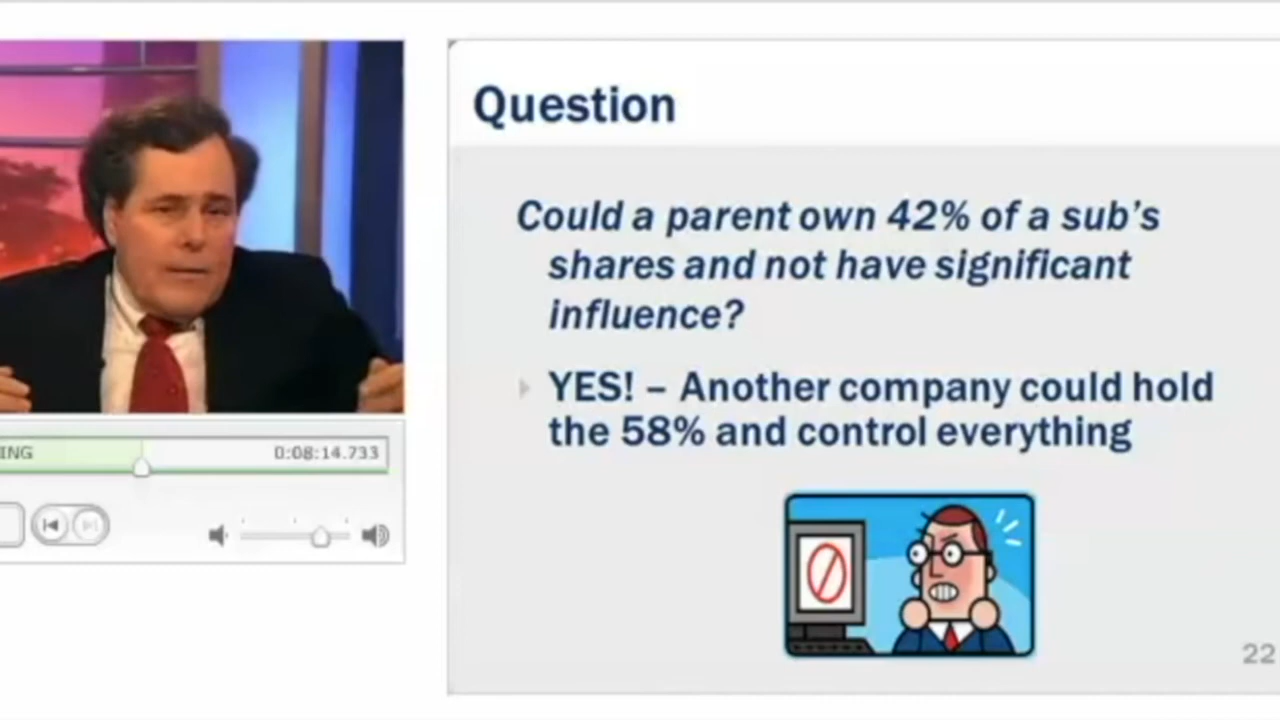 Question
Could a parent own 42% of a sub's
shares and not have significant
influence?
YES! – Another company could hold
the 58% and control everything
ING
0:08:14.733
22